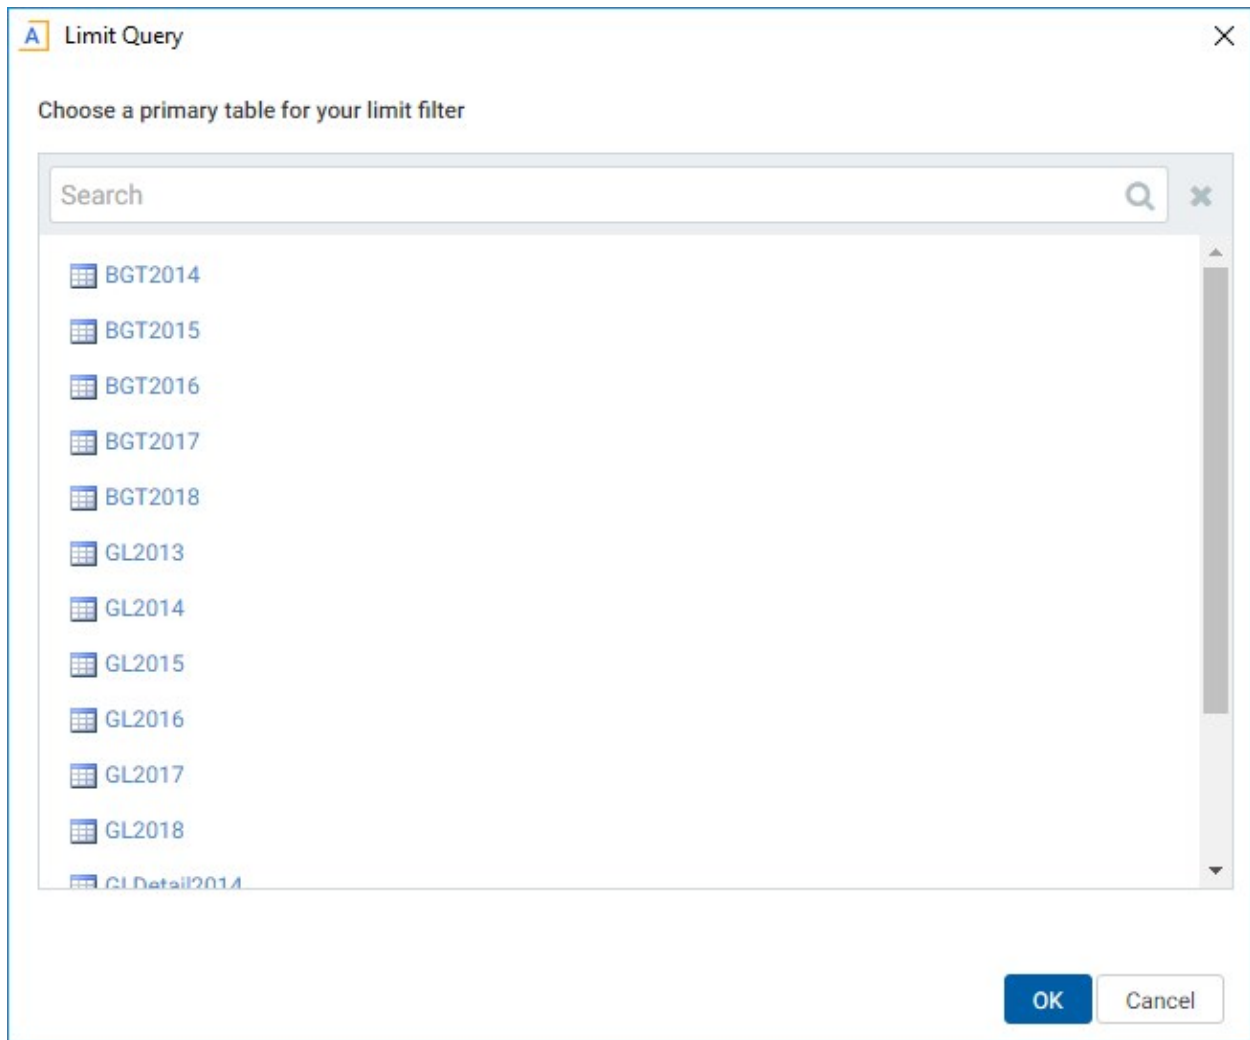 A Limit Query
Choose a primary table for your limit filter
Search
BGT2014
BGT2015
BGT2016
BGT2017
BGT2018
GL2013
GL2014
GL2015
GL2016
GL2017
GL2018
GLDetail2014
OK Cancel